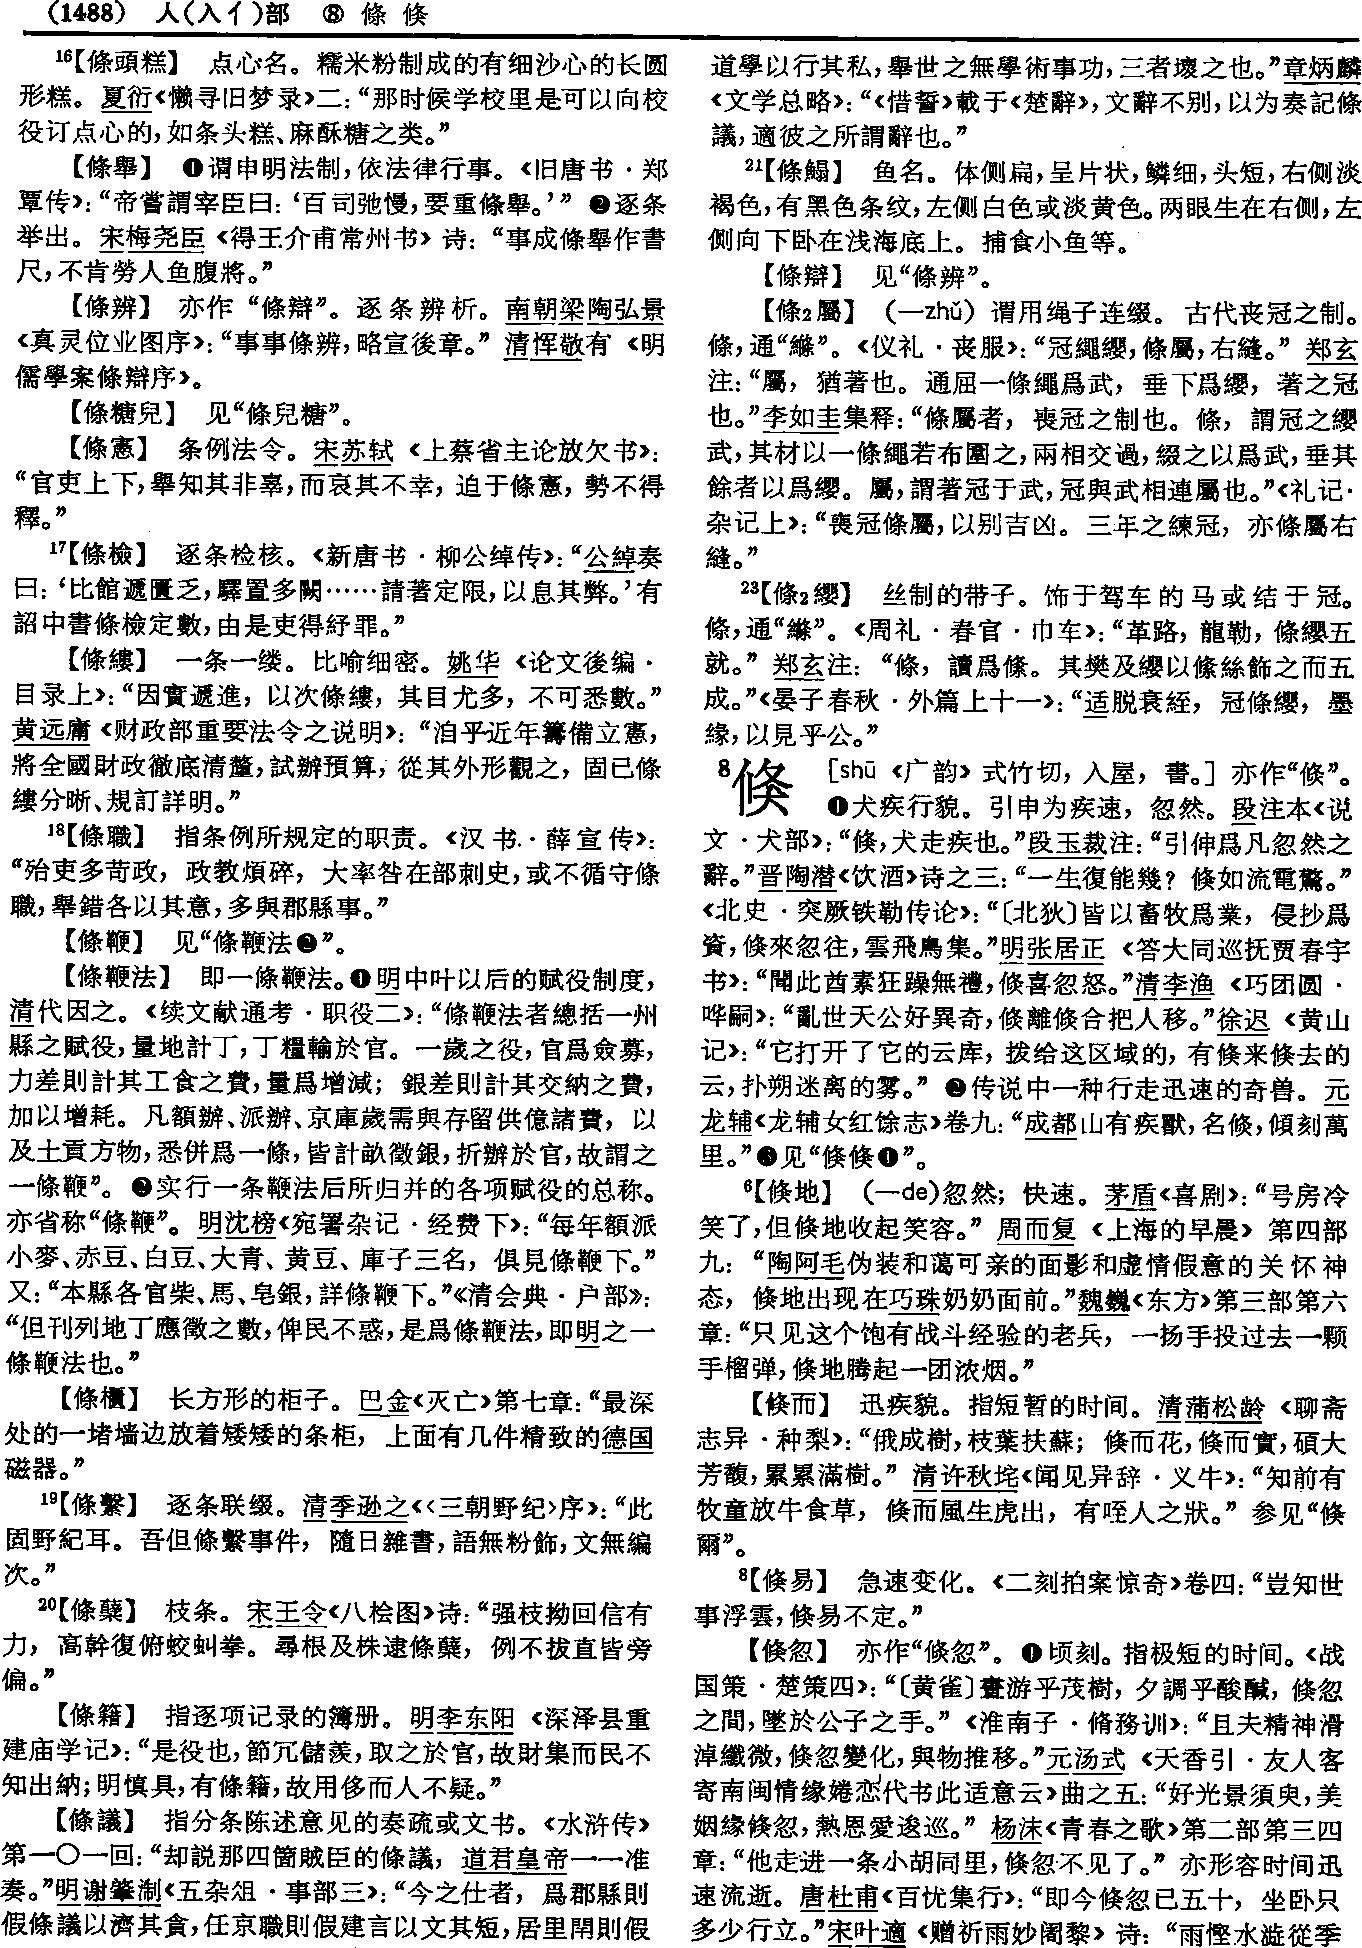 (1488) 人(入亻)部 ⑧ 條 倏
16【條頭糕】 点心名。糯米粉制成的有细沙心的长圆
形糕。夏衍《懒寻旧梦录》二：“那时候学校里是可以向校
役订点心的，如条头糕、麻酥糖之类。”
【條舉】 ❶谓申明法制，依法律行事。《旧唐书·郑
覃传》：“帝嘗謂宰臣曰：‘百司弛慢，要重條舉。’” ❷逐条
举出。宋梅尧臣《得王介甫常州书》诗：“事成條舉作書
尺，不肯勞人鱼腹將。”
【條辨】 亦作“條辯”。逐条辨析。南朝梁陶弘景
《真灵位业图序》：“事事條辨，略宣後章。”清恽敬有《明
儒學案條辯序》。
【條糖兒】 见“條兒糖”。
【條憲】 条例法令。宋苏轼《上蔡省主论放欠书》：
“官吏上下，舉知其非辜，而哀其不幸，迫于條憲，勢不得
釋。”
17【條檢】 逐条检核。《新唐书·柳公绰传》：“公綽奏
曰：‘比館遞匱乏，驛置多闕……請著定限，以息其弊。’有
詔中書條檢定數，由是吏得紓罪。”
【條縷】 一条一缕。比喻细密。姚华《论文後编·
目录上》：“因實遞進，以次條縷，其目尤多，不可悉數。”
黄远庸《财政部重要法令之说明》：“洎乎近年籌備立憲，
將全國財政徹底清釐，試辦預算，從其外形觀之，固已條
縷分晰、規訂詳明。”
18【條職】 指条例所规定的职责。《汉书·薛宣传》：
“殆吏多苛政，政教煩碎，大率咎在部刺史，或不循守條
職，舉錯各以其意，多與郡縣事。”
【條鞭】 见“條鞭法❷”。
【條鞭法】 即一條鞭法。❶明中叶以后的赋役制度，
清代因之。《续文献通考·职役二》：“條鞭法者總括一州
縣之賦役，量地計丁，丁糧輸於官。一歲之役，官爲僉募，
力差則計其工食之費，量爲增減；銀差則計其交納之費，
加以增耗。凡額辦、派辦、京庫歲需與存留供億諸費，以
及土貢方物，悉併爲一條，皆計畝徵銀，折辦於官，故謂之
一條鞭”。❷实行一条鞭法后所归并的各项赋役的总称。
亦省称“條鞭”。明沈榜《宛署杂记·经费下》：“每年額派
小麥、赤豆、白豆、大青、黄豆、庫子三名，俱見條鞭下。”
又：“本縣各官柴、馬、皂銀，詳條鞭下。”《清会典·户部》：
“但刊列地丁應徵之數，俾民不惑，是爲條鞭法，即明之一
條鞭法也。”
【條櫃】 长方形的柜子。巴金《灭亡》第七章：“最深
处的一堵墙边放着矮矮的条柜，上面有几件精致的德国
磁器。”
19【條繫】 逐条联缀。清季逊之《〈三朝野纪〉序》：“此
固野紀耳。吾但條繫事件，隨日雜書，語無粉飾，文無編
次。”
20【條蘖】 枝条。宋王令《八桧图》诗：“强枝拗回信有
力，高幹復俯蛟虬拳。尋根及株逮條蘖，例不拔直皆旁
偏。”
【條籍】 指逐项记录的簿册。明李东阳《深泽县重
建庙学记》：“是役也，節冗儲羨，取之於官，故財集而民不
知出納；明慎具，有條籍，故用侈而人不疑。”
【條議】 指分条陈述意见的奏疏或文书。《水浒传》
第一〇一回：“却説那四箇賊臣的條議，道君皇帝一一准
奏。”明谢肇淛《五杂俎·事部三》：“今之仕者，爲郡縣則
假條議以濟其貪，任京職則假建言以文其短，居里閈則假
道學以行其私，舉世之無學術事功，三者壞之也。”章炳麟
《文学总略》：“《惜誓》載于《楚辭》，文辭不别，以为奏記條
議，適彼之所謂辭也。”
21【條鰨】 鱼名。体侧扁，呈片状，鳞细，头短，右侧淡
褐色，有黑色条纹，左侧白色或淡黄色。两眼生在右侧，左
侧向下卧在浅海底上。捕食小鱼等。
【條辯】 见“條辨”。
【條2屬】 （—zhǔ）谓用绳子连缀。古代丧冠之制。
條，通“絛”。《仪礼·丧服》：“冠繩纓，條屬，右縫。”郑玄
注：“屬，猶著也。通屈一條繩爲武，垂下爲纓，著之冠
也。”李如圭集释：“條屬者，喪冠之制也。條，謂冠之纓
武，其材以一條繩若布圍之，兩相交過，綴之以爲武，垂其
餘者以爲纓。屬，謂著冠于武，冠與武相連屬也。”《礼记·
杂记上》：“喪冠條屬，以别吉凶。三年之練冠，亦條屬右
縫。”
23【條2纓】 丝制的带子。饰于驾车的马或结于冠。
條，通“絛”。《周礼·春官·巾车》：“革路，龍勒，條纓五
就。”郑玄注：“條，讀爲絛。其樊及纓以絛絲飾之而五
成。”《晏子春秋·外篇上十一》：“适脱衰絰，冠條纓，墨
緣，以見乎公。”
8倏 [shū《广韵》式竹切，入屋，書。]亦作“倐”。
❶犬疾行貌。引申为疾速，忽然。段注本《说
文·犬部》：“倏，犬走疾也。”段玉裁注：“引伸爲凡忽然之
辭。”晋陶潜《饮酒》诗之三：“一生復能幾？倏如流電驚。”
《北史·突厥铁勒传论》：“〔北狄〕皆以畜牧爲業，侵抄爲
資，倏來忽往，雲飛鳥集。”明张居正《答大同巡抚贾春宇
书》：“聞此酋素狂躁無禮，倏喜忽怒。”清李渔《巧团圆·
哗嗣》：“亂世天公好異奇，倏離倏合把人移。”徐迟《黄山
记》：“它打开了它的云库，拨给这区域的，有倏来倏去的
云，扑朔迷离的雾。” ❷传说中一种行走迅速的奇兽。元
龙辅《龙辅女红馀志》卷九：“成都山有疾獸，名倏，傾刻萬
里。”❸见“倏倏❶”。
6【倏地】 （—de）忽然；快速。茅盾《喜剧》：“号房冷
笑了，但倏地收起笑容。”周而复《上海的早晨》第四部
九：“陶阿毛伪装和蔼可亲的面影和虚情假意的关怀神
态，倏地出现在巧珠奶奶面前。”魏巍《东方》第三部第六
章：“只见这个饱有战斗经验的老兵，一扬手投过去一颗
手榴弹，倏地腾起一团浓烟。”
【倏而】 迅疾貌。指短暂的时间。清蒲松龄《聊斋
志异·种梨》：“俄成樹，枝葉扶蘇；倏而花，倏而實，碩大
芳馥，累累滿樹。”清许秋垞《闻见异辞·义牛》：“知前有
牧童放牛食草，倏而風生虎出，有咥人之狀。”参见“倏
爾”。
8【倏易】 急速变化。《二刻拍案惊奇》卷四：“豈知世
事浮雲，倏易不定。”
【倏忽】 亦作“倐忽”。❶顷刻。指极短的时间。《战
国策·楚策四》：“〔黄雀〕晝游乎茂樹，夕調乎酸醎，倏忽
之間，墜於公子之手。”《淮南子·脩務训》：“且夫精神滑
淖纖微，倏忽變化，與物推移。”元汤式《天香引·友人客
寄南闽情缘婘恋代书此适意云》曲之五：“好光景須臾，美
姻緣倏忽，熱恩愛逡巡。”杨沫《青春之歌》第二部第三四
章：“他走进一条小胡同里，倏忽不见了。”亦形容时间迅
速流逝。唐杜甫《百忧集行》：“即今倏忽已五十，坐卧只
多少行立。”宋叶適《赠祈雨妙阇黎》诗：“雨慳水澁從季